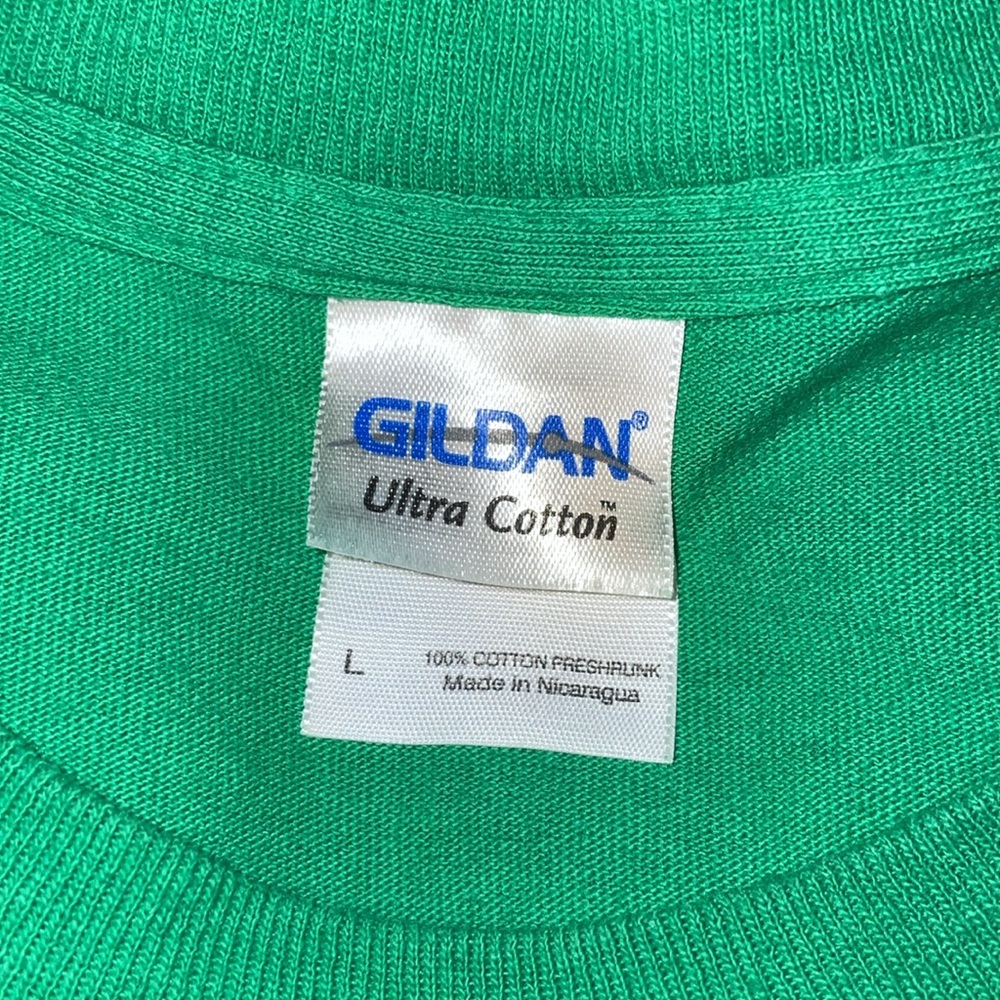 GILDAN®
Ultra Cotton™
L 100% COTTON PRESHRUNK
Made in Nicaragua